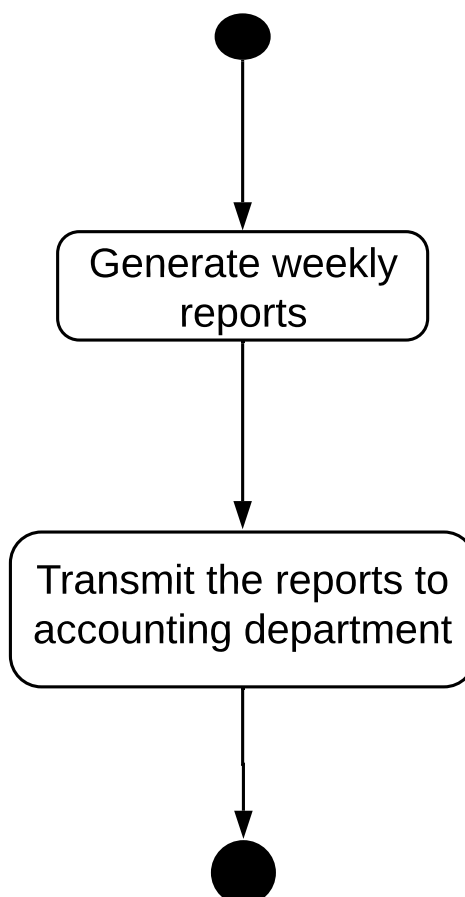 Generate weekly
reports
Transmit the reports to
accounting department